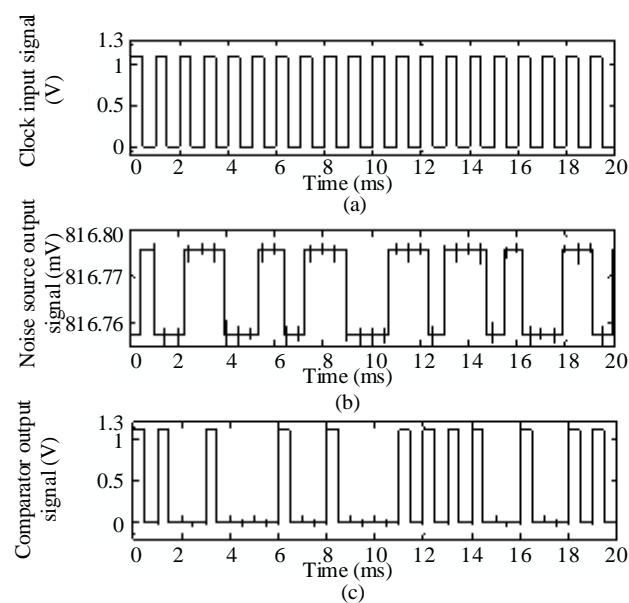 Clock input signal
(V)
1.3
1
0.5
0
0 2 4 6 8 10 12 14 16 18 20
Time (ms)
(a)
Noise source output
signal (mV)
816.80
816.77
816.76
0 2 4 6 8 10 12 14 16 18 20
Time (ms)
(b)
Comparator output
signal (V)
1.3
1
0.5
0
0 2 4 6 8 10 12 14 16 18 20
Time (ms)
(c)